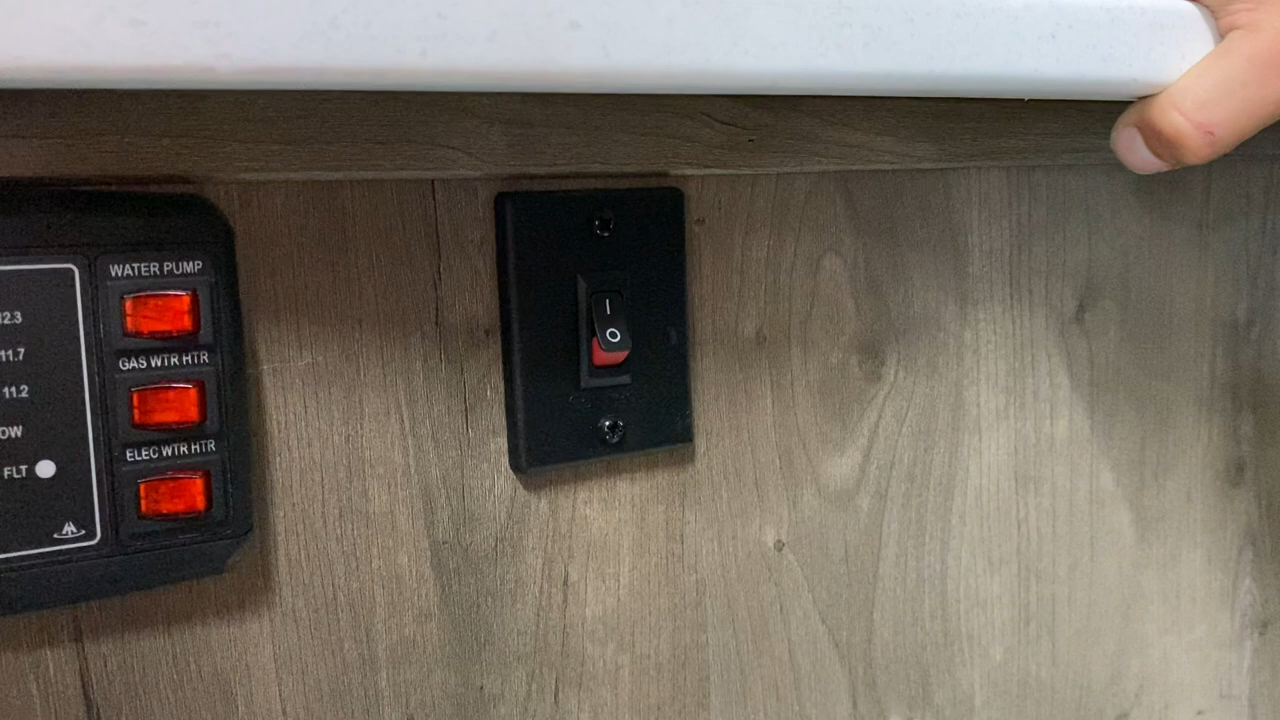 WATER PUMP
12.3
11.7
GAS WTR HTR
11.2
OW
ELEC WTR HTR
FLT
I
O